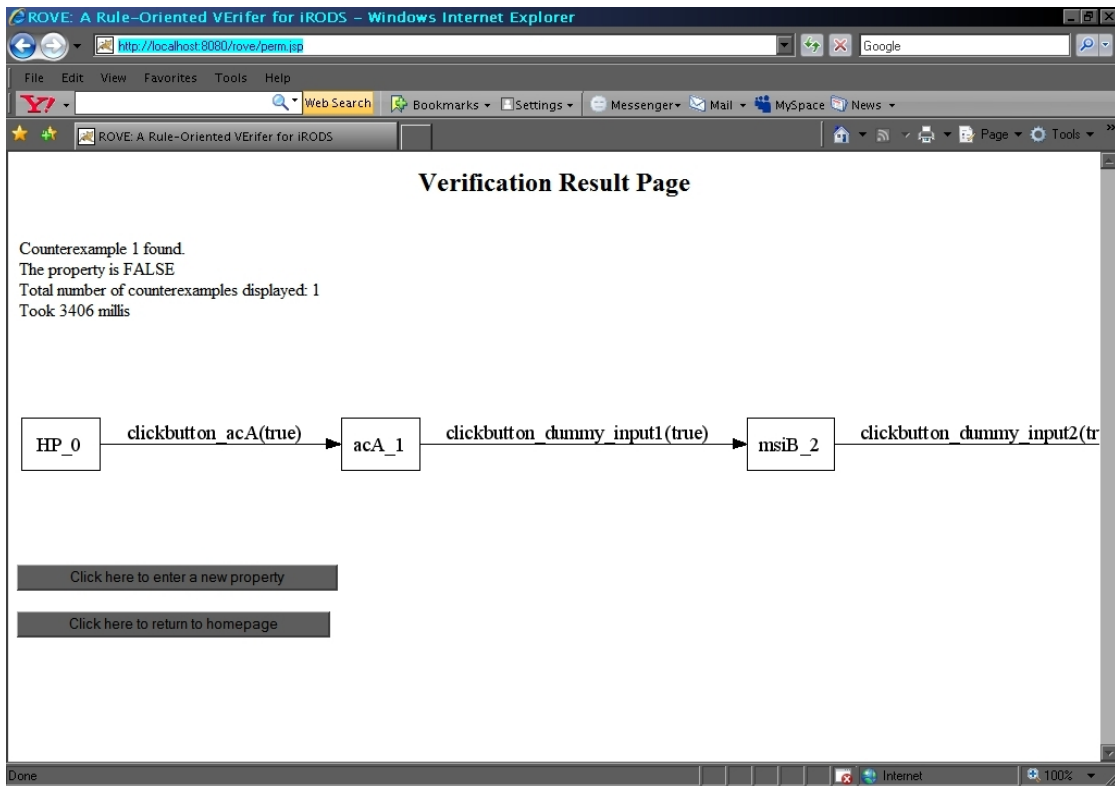 ROVE: A Rule-Oriented VErifer for iRODS - Windows Internet Explorer
http://localhost:8080/rove/perm.jsp
Google
File Edit View Favorites Tools Help
Y! Web Search Bookmarks Settings Messenger Mail MySpace News
ROVE: A Rule-Oriented VErifer for iRODS Page Tools »
Verification Result Page
Counterexample 1 found.
The property is FALSE
Total number of counterexamples displayed: 1
Took 3406 millis
HP_0 clickbutton_acA(true) acA_1 clickbutton_dummy_input1(true) msiB_2 clickbutton_dummy_input2(tr
Click here to enter a new property
Click here to return to homepage
Done Internet 100%